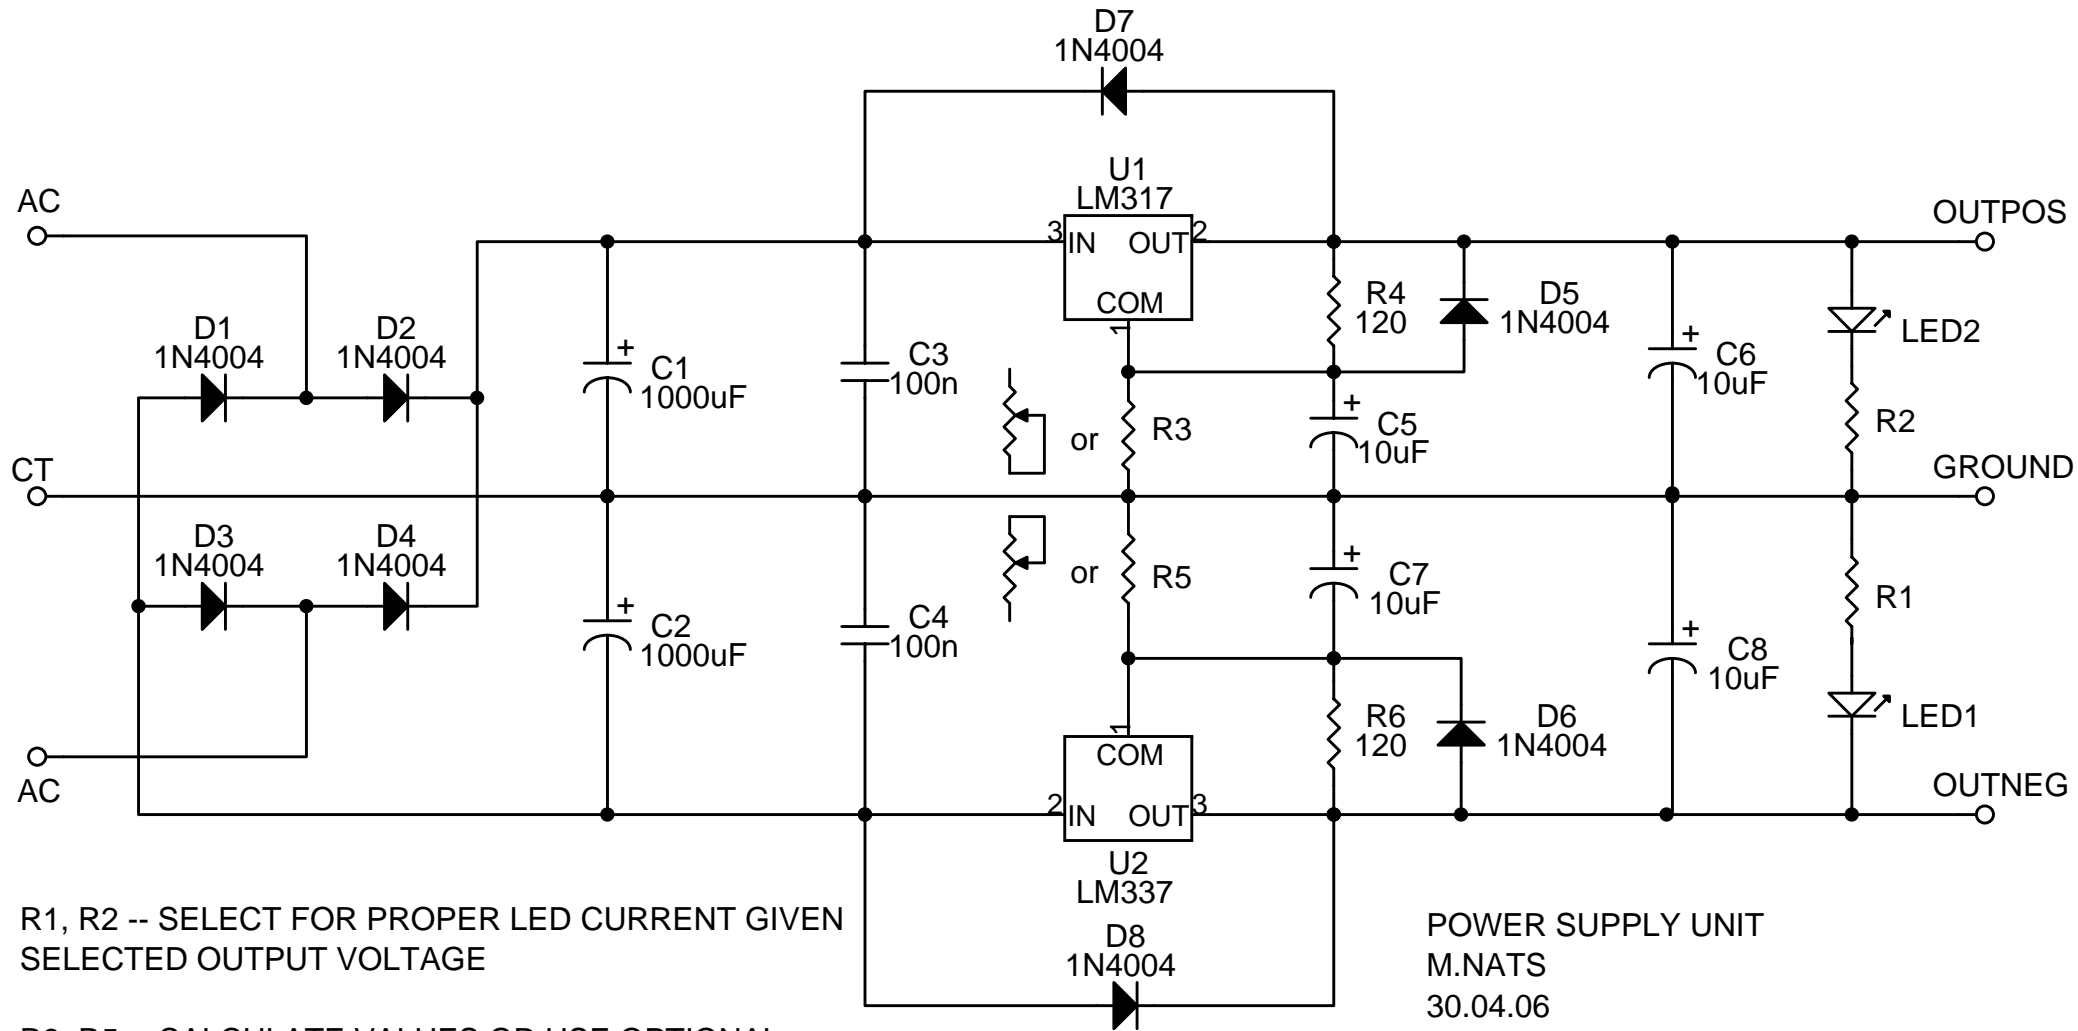 D7
1N4004
U1
LM317
AC
OUTPOS
3
IN
OUT
2
COM
1
R4
120
D5
1N4004
D1
1N4004
D2
1N4004
+
C1
1000uF
C3
100n
+
C6
10uF
LED2
or
R3
+
C5
10uF
R2
CT
GROUND
D3
1N4004
D4
1N4004
or
R5
+
C7
10uF
R1
+
C2
1000uF
C4
100n
+
C8
10uF
1
COM
R6
120
D6
1N4004
LED1
AC
OUTNEG
2
IN
OUT
3
U2
LM337
D8
1N4004
R1, R2 -- SELECT FOR PROPER LED CURRENT GIVEN
SELECTED OUTPUT VOLTAGE
POWER SUPPLY UNIT
M.NATS
30.04.06